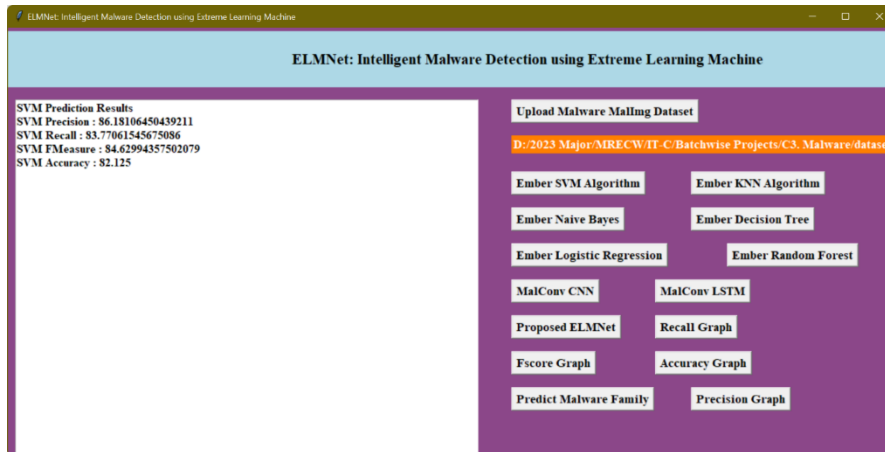 ELMNet: Intelligent Malware Detection using Extreme Learning Machine
ELMNet: Intelligent Malware Detection using Extreme Learning Machine
SVM Prediction Results
SVM Precision : 86.18106450439211
SVM Recall : 83.77061545675086
SVM FMeasure : 84.62994357502079
SVM Accuracy : 82.125
Upload Malware MalImg Dataset
D:/2023 Major/MRECW/IT-C/Batchwise Projects/C3. Malware/datase
Ember SVM Algorithm Ember KNN Algorithm
Ember Naive Bayes Ember Decision Tree
Ember Logistic Regression Ember Random Forest
MalConv CNN MalConv LSTM
Proposed ELMNet Recall Graph
Fscore Graph Accuracy Graph
Predict Malware Family Precision Graph